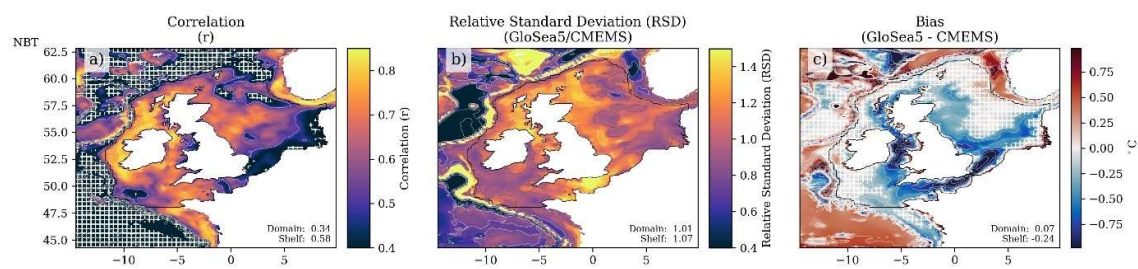 Correlation
(r)
NBT
a)
62.5
60.0
57.5
55.0
52.5
50.0
47.5
45.0
−10
−5
0
5
Domain: 0.34
Shelf: 0.58
0.8
0.7
0.6
0.5
0.4
Correlation (r)
Relative Standard Deviation (RSD)
(GloSea5/CMEMS)
b)
−10
−5
0
5
Domain: 1.01
Shelf: 1.07
1.4
1.2
1.0
0.8
0.6
0.4
Relative Standard Deviation (RSD)
Bias
(GloSea5 - CMEMS)
c)
−10
−5
0
5
Domain: 0.07
Shelf: -0.24
0.75
0.50
0.25
0.00
−0.25
−0.50
−0.75
°C